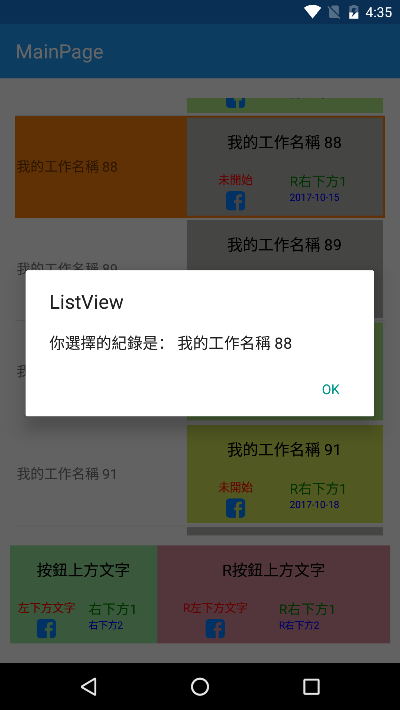 4:35
MainPage
我的工作名稱 88
我的工作名稱 88
未開始
R右下方1
2017-10-15
我的工作名稱 89
我的工作名稱 89
ListView
你選擇的紀錄是： 我的工作名稱 88
OK
我的工作名稱 91
我的工作名稱 91
未開始
R右下方1
2017-10-18
按鈕上方文字
左下方文字
右下方1
右下方2
R按鈕上方文字
R左下方文字
R右下方1
R右下方2